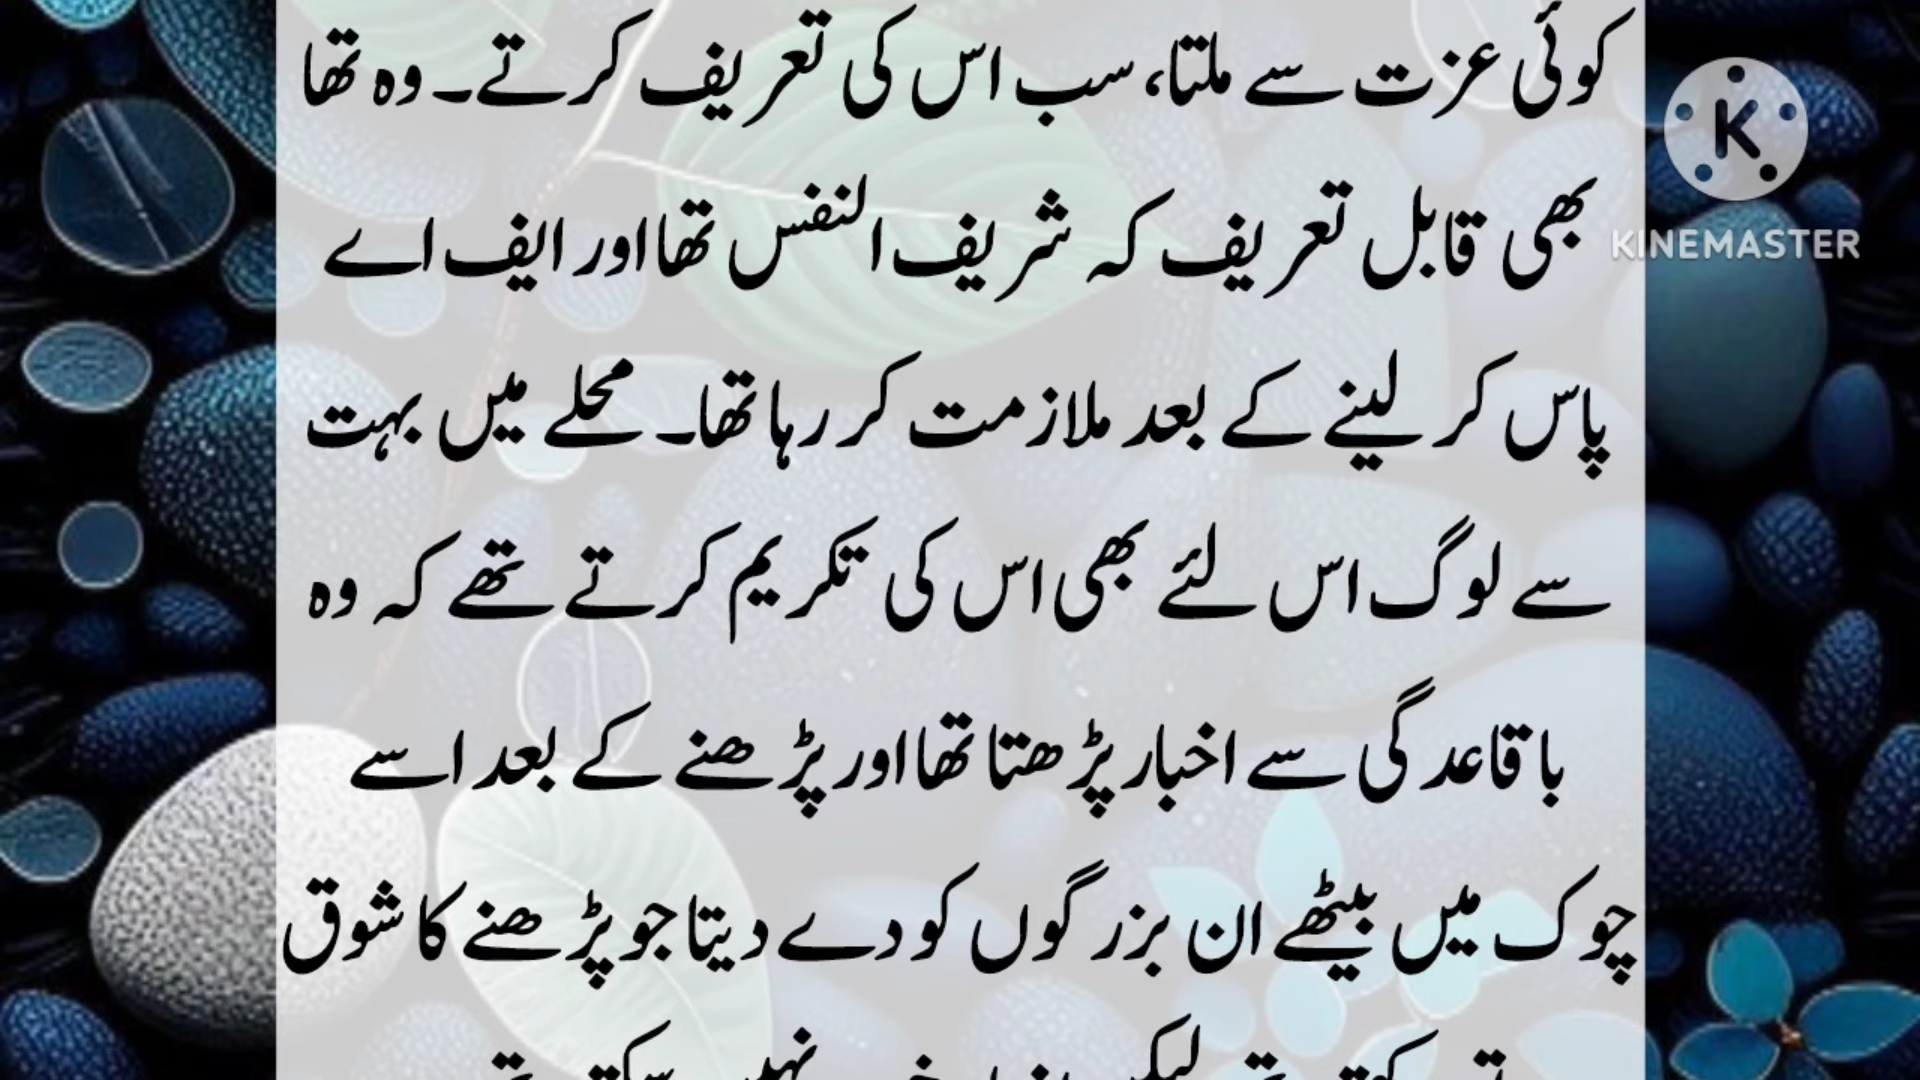 کوئی عزت سے ملتا، سب اس کی تعریف کرتے۔ وہ تھا
بھی قابل تعریف کہ شریف النفس تھا اور ایف اے
پاس کر لینے کے بعد ملازمت کر رہا تھا۔ محلے میں بہت
سے لوگ اس لئے بھی اس کی تکریم کرتے تھے کہ وہ
باقاعدگی سے اخبار پڑھتا تھا اور پڑھنے کے بعد اسے
چوک میں بیٹھے ان بزرگوں کو دے دیتا جو پڑھنے کا شوق
لیکن
نہیں
K
KINEMASTER